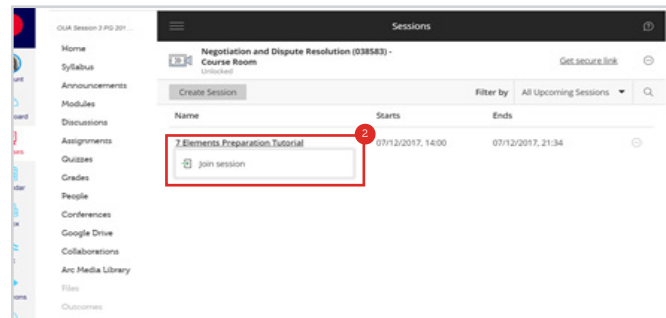 OLIA Session 2 PG 201...
Home
Syllabus
Announcements
Modules
Discussions
Assignments
Quizzes
Grades
People
Conferences
Google Drive
Collaborations
Arc Media Library
Files
Outcomes
Sessions
Negotiation and Dispute Resolution (038583) -
Course Room
Unlocked
Get secure link
Create Session
Filter by All Upcoming Sessions
Name Starts Ends
2
7 Elements Preparation Tutorial 07/12/2017, 14:00 07/12/2017, 21:34
Join session